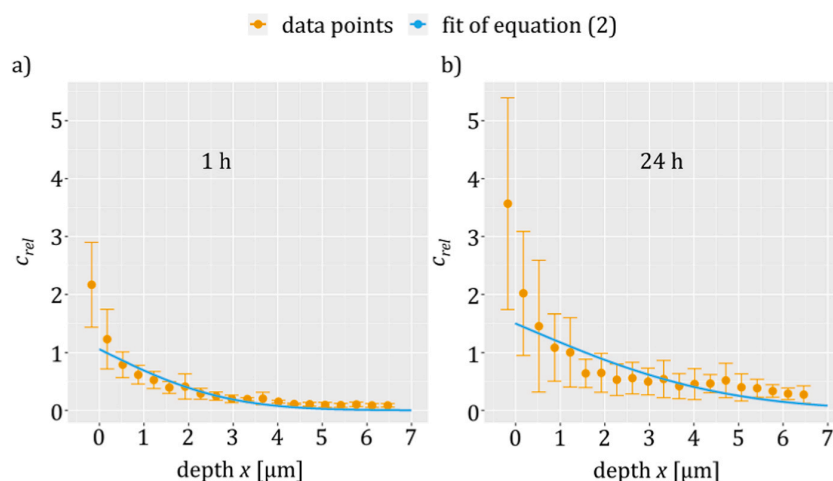 data points fit of equation (2)
a) b)
1 h 24 h
5 5
4 4
3 3
c_rel c_rel
2 2
1 1
0 0
0 1 2 3 4 5 6 7 0 1 2 3 4 5 6 7
depth x [μm] depth x [μm]